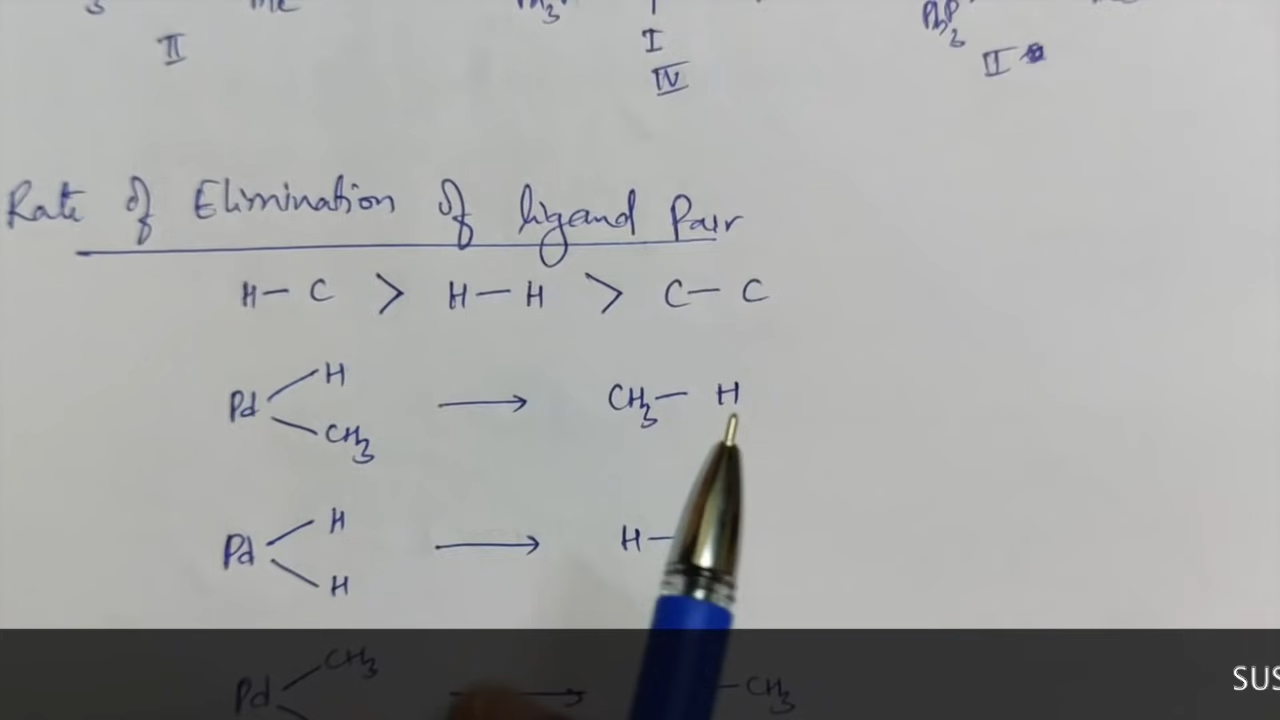 II
I
IV
II
Rate of Elimination of ligand Pair
H - C > H - H > C - C
Pd H CH3 → CH3 - H
Pd H H → H -
Pd CH3 → - CH3
SUS